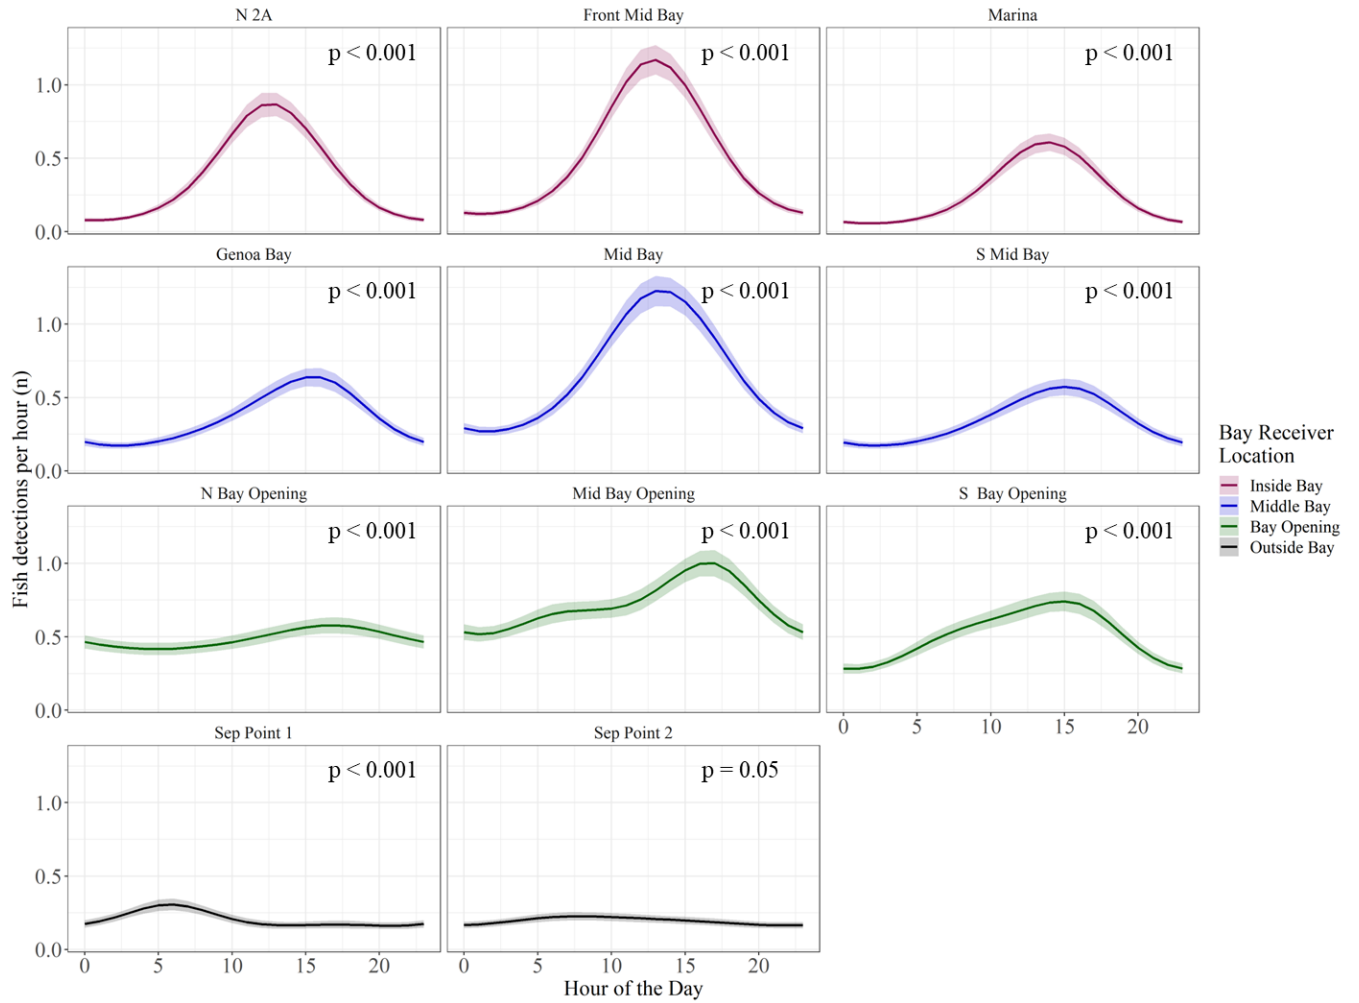 N 2A
Front Mid Bay
Marina
p < 0.001
p < 0.001
p < 0.001
1.0
0.5
0.0
Genoa Bay
Mid Bay
S Mid Bay
p < 0.001
p < 0.001
p < 0.001
1.0
0.5
0.0
Fish detections per hour (n)
N Bay Opening
Mid Bay Opening
S  Bay Opening
p < 0.001
p < 0.001
p < 0.001
1.0
0.5
0.0
0 5 10 15 20
Sep Point 1
Sep Point 2
p < 0.001
p = 0.05
1.0
0.5
0.0
0 5 10 15 20
0 5 10 15 20
Hour of the Day
Bay Receiver
Location
Inside Bay
Middle Bay
Bay Opening
Outside Bay